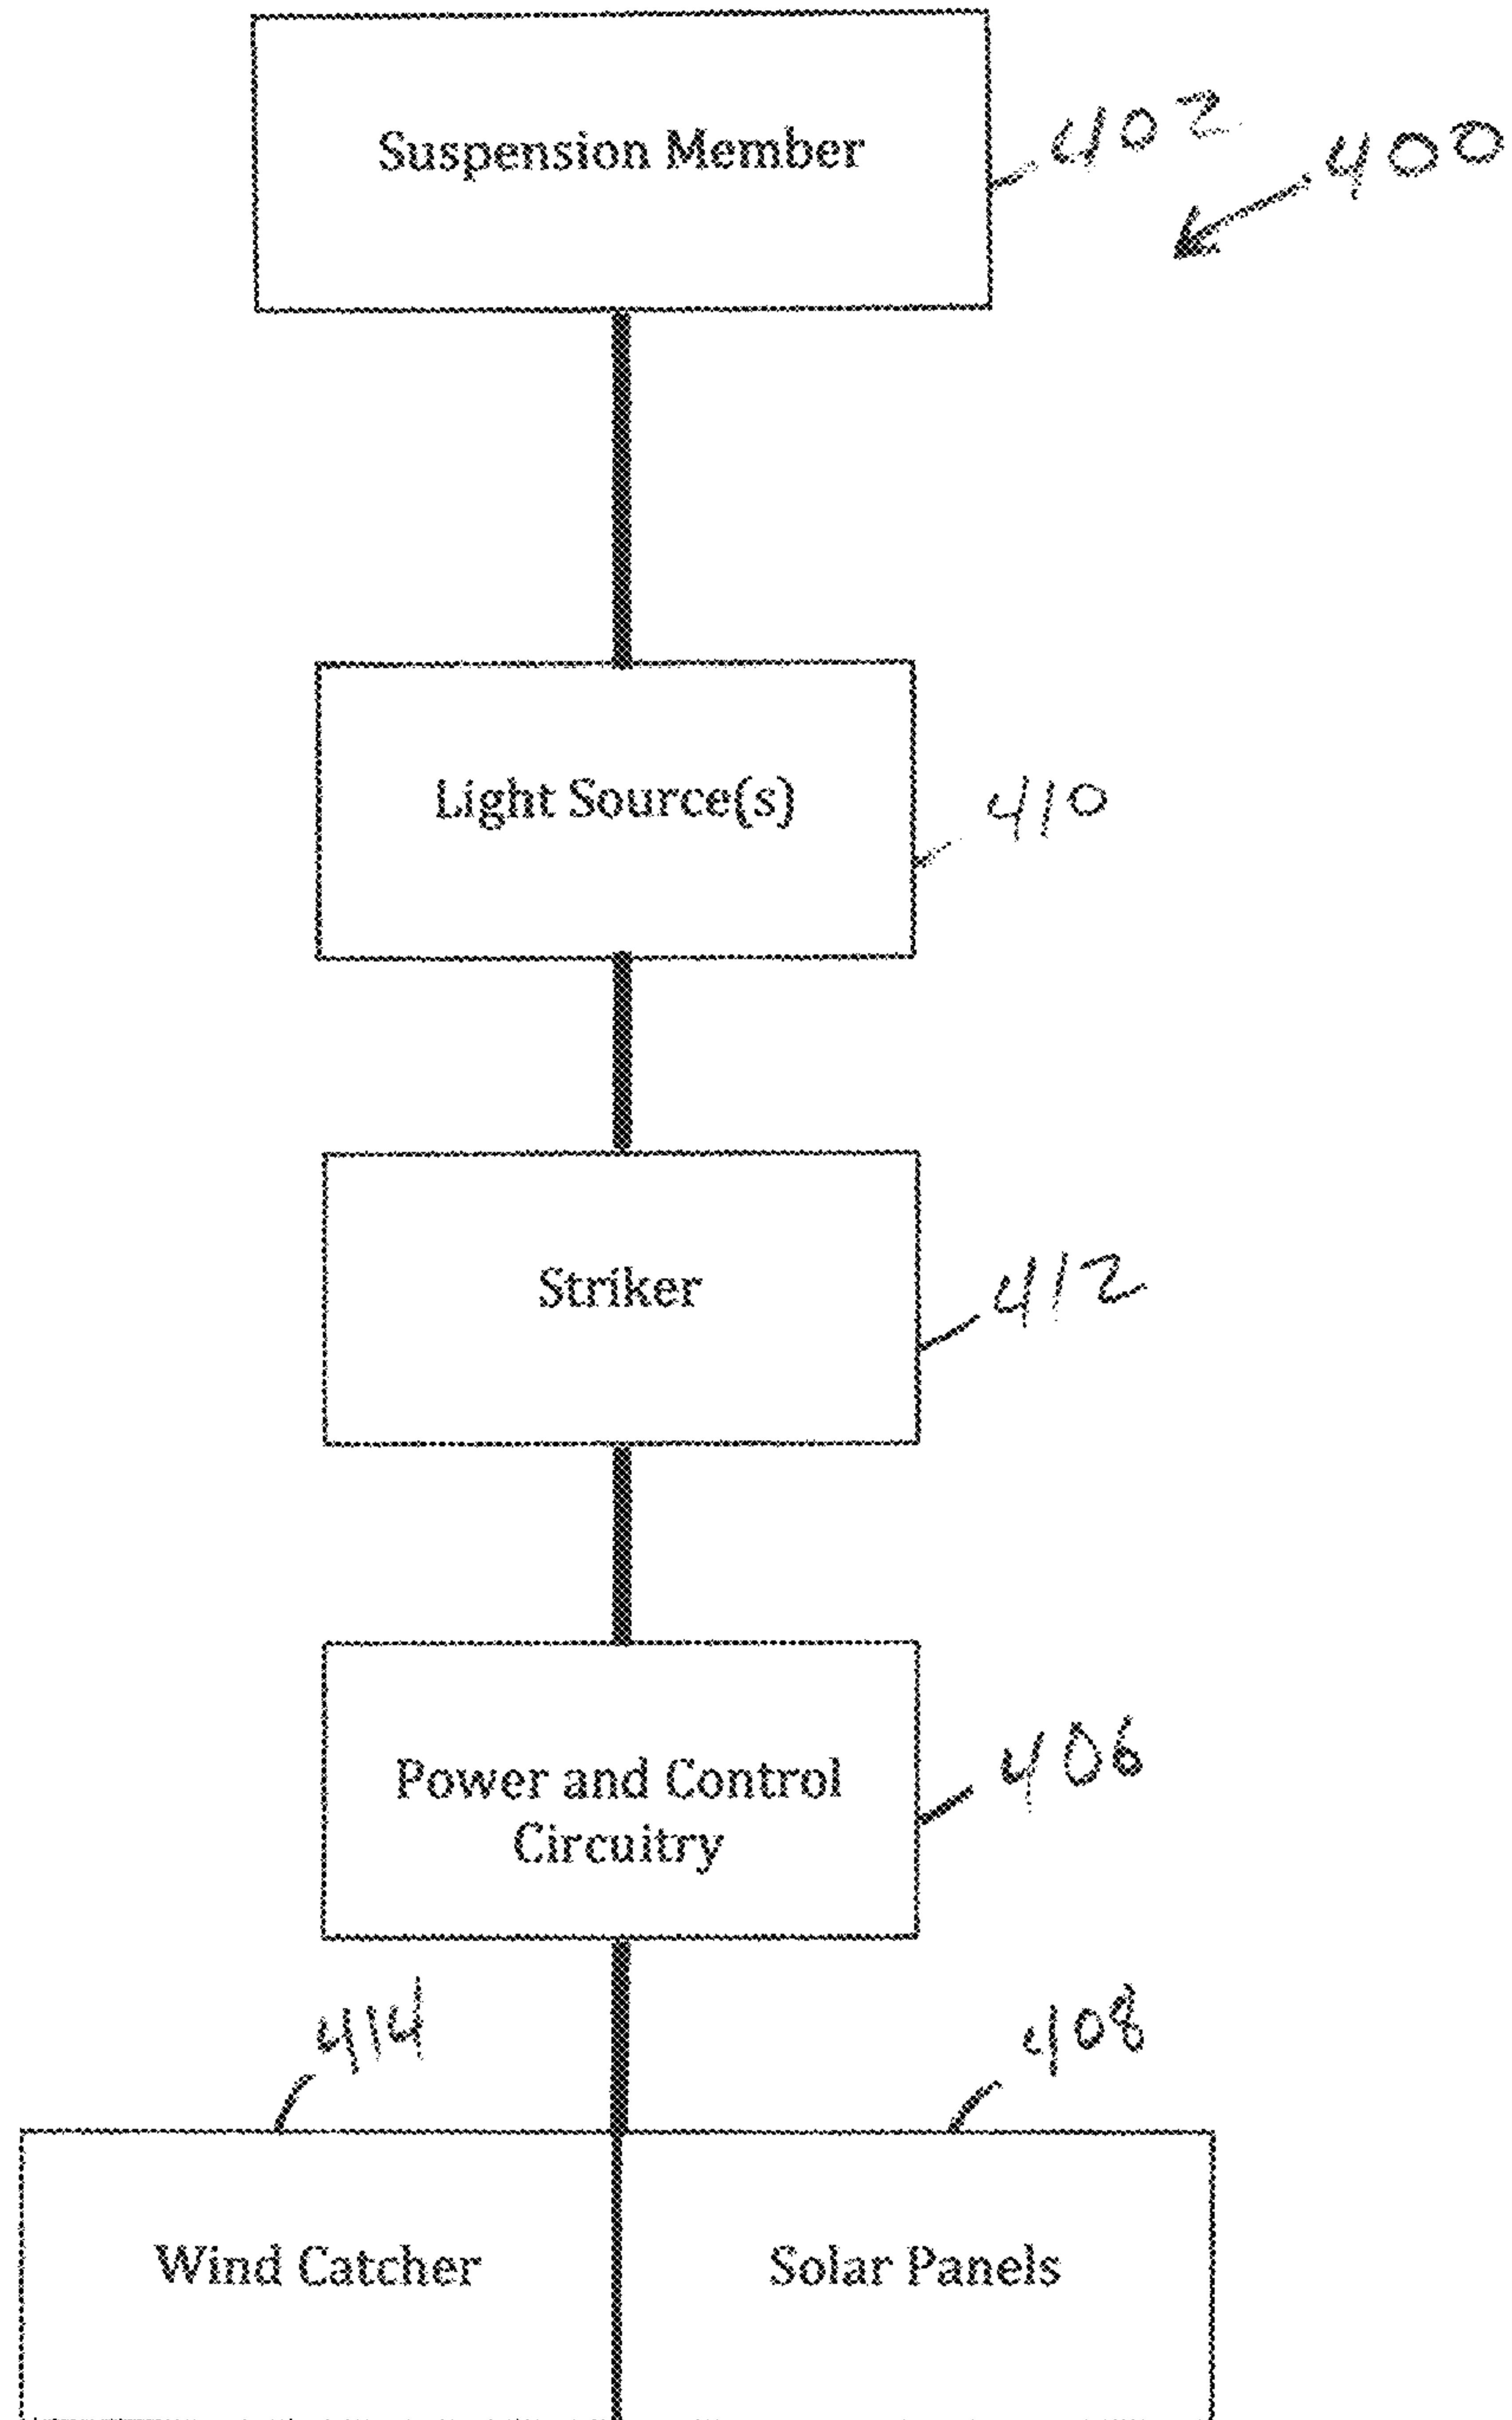 Suspension Member
402
400
Light Source(s)
410
Striker
412
Power and Control
Circuitry
406
414
408
Wind Catcher
Solar Panels